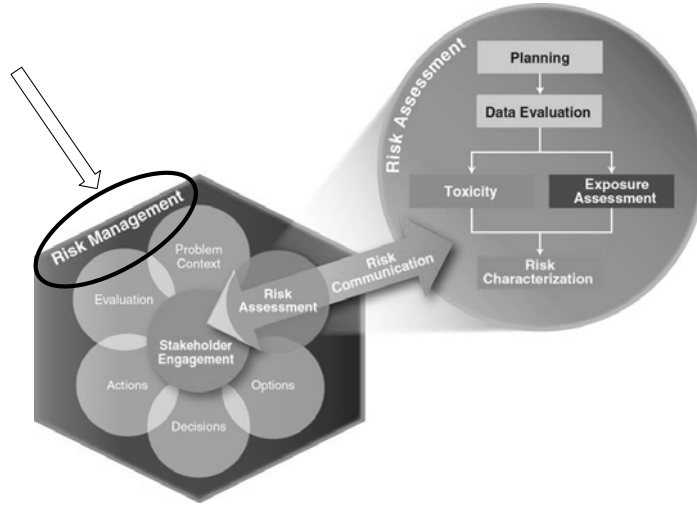 Risk Assessment
Planning
Data Evaluation
Toxicity
Exposure
Assessment
Risk
Characterization
Risk
Communication
Risk Management
Problem
Context
Evaluation
Risk
Assessment
Stakeholder
Engagement
Actions
Options
Decisions